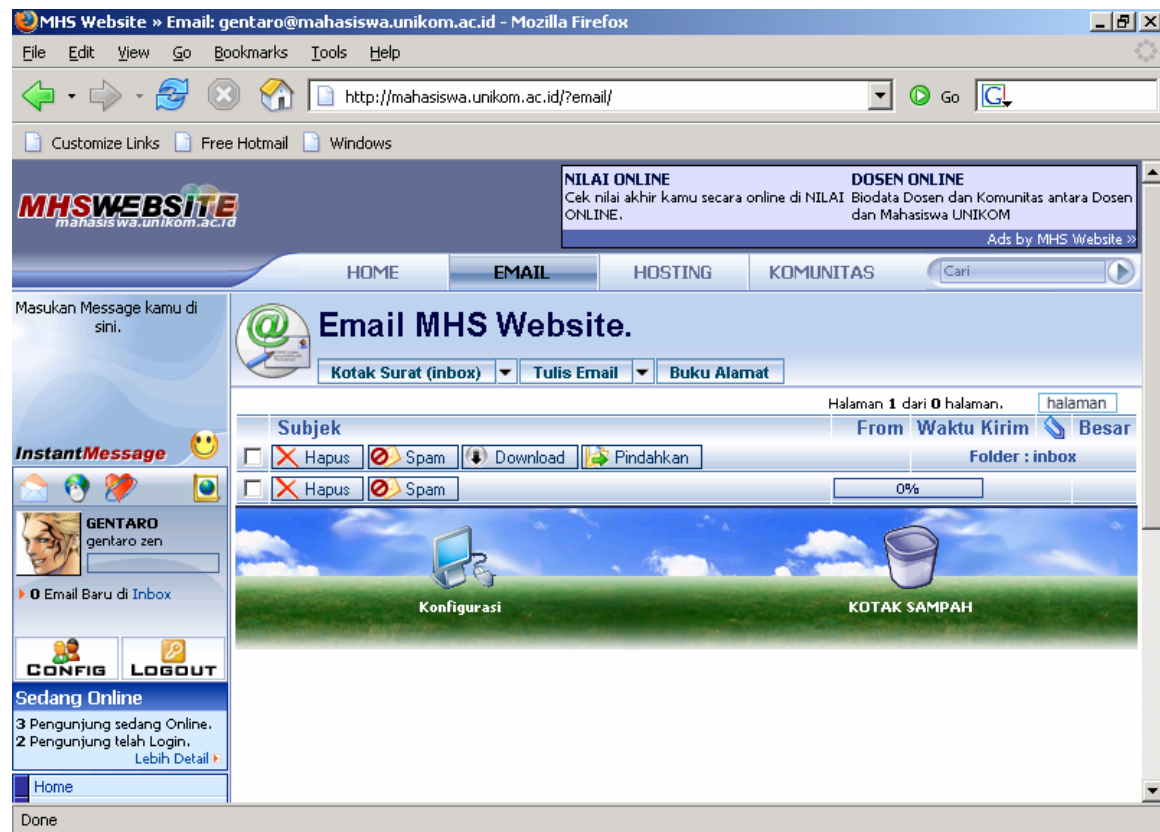 MHS Website » Email: gentaro@mahasiswa.unikom.ac.id - Mozilla Firefox
File Edit View Go Bookmarks Tools Help
http://mahasiswa.unikom.ac.id/?email/
Go
G
Customize Links Free Hotmail Windows
MHSWEBSITE
mahasiswa.unikom.ac.id
NILAI ONLINE
Cek nilai akhir kamu secara online di NILAI
ONLINE.
DOSEN ONLINE
Biodata Dosen dan Komunitas antara Dosen
dan Mahasiswa UNIKOM
Ads by MHS Website »
HOME EMAIL HOSTING KOMUNITAS Cari
Masukan Message kamu di
sini.
InstantMessage
GENTARO
gentaro zen
0 Email Baru di Inbox
CONFIG LOGOUT
Sedang Online
3 Pengunjung sedang Online.
2 Pengunjung telah Login.
Lebih Detail
Home
Email MHS Website.
Kotak Surat (inbox) Tulis Email Buku Alamat
Halaman 1 dari 0 halaman. halaman
Subjek From Waktu Kirim Besar
Hapus Spam Download Pindahkan Folder : inbox
Hapus Spam 0%
Konfigurasi KOTAK SAMPAH
Done